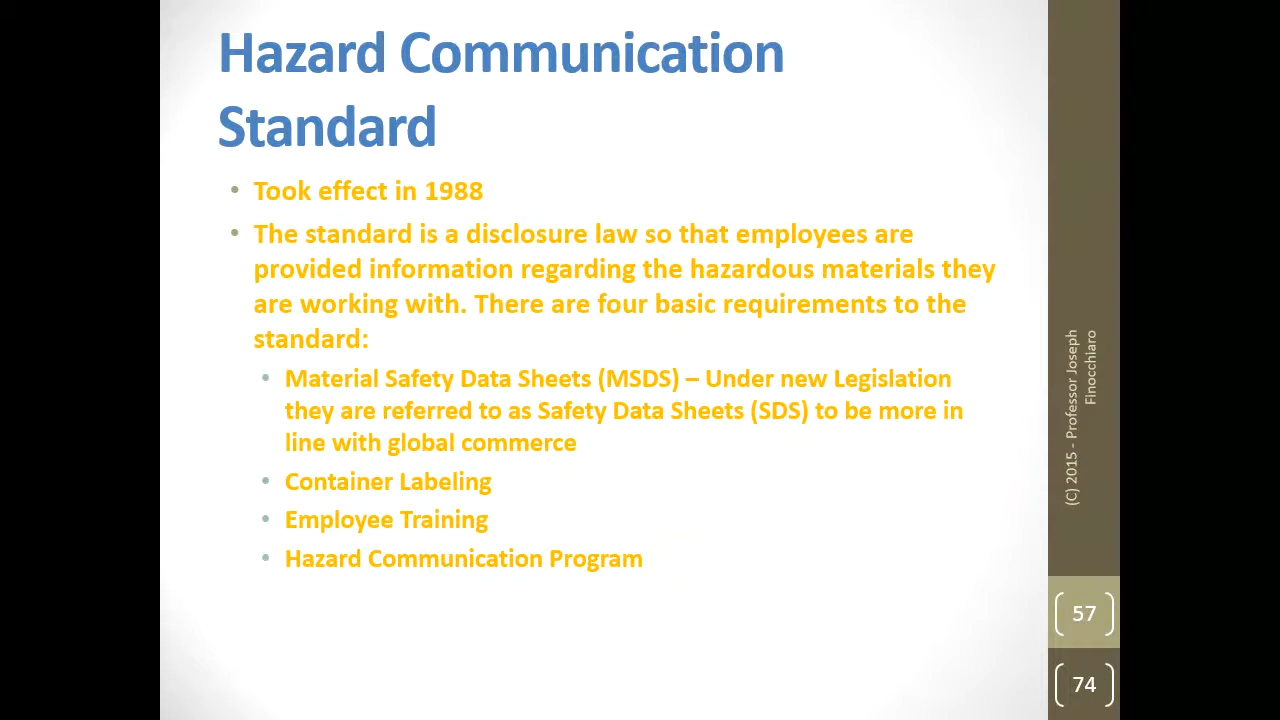 Hazard Communication
Standard
• Took effect in 1988
• The standard is a disclosure law so that employees are
provided information regarding the hazardous materials they
are working with. There are four basic requirements to the
standard:
• Material Safety Data Sheets (MSDS) – Under new Legislation
they are referred to as Safety Data Sheets (SDS) to be more in
line with global commerce
• Container Labeling
• Employee Training
• Hazard Communication Program
(C) 2015 - Professor Joseph
Finocchiaro
57
74